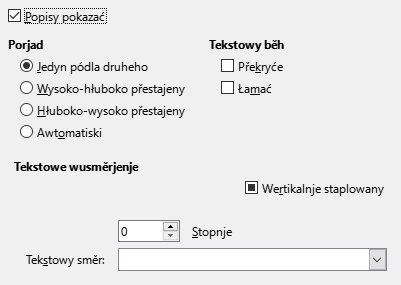 Popisy pokazać
Porjad
Tekstowy běh
Jedyn pódla druheho
Překryće
Wysoko-hłuboko přestajeny
Łamać
Hłuboko-wysoko přestajeny
Awtomatiski
Tekstowe wusměrjenje
Wertikalnje staplowany
0 Stopnje
Tekstowy směr: